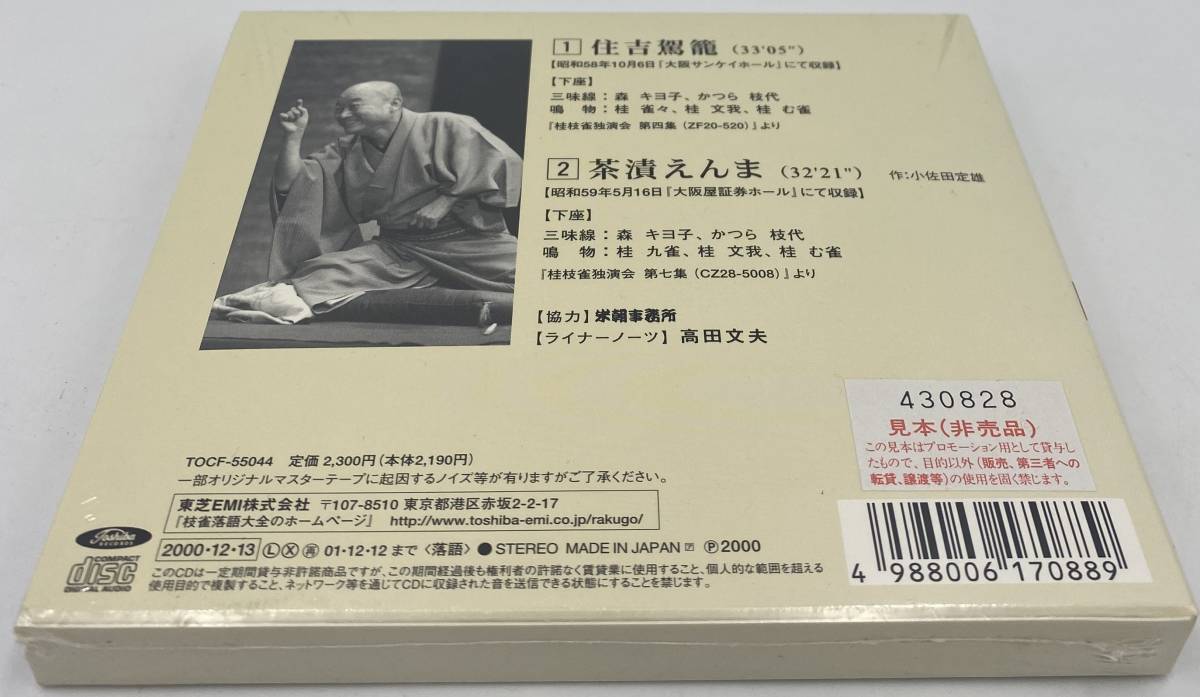 1 住吉駕籠 (33'05")
【昭和58年10月6日『大阪サンケイホール』にて収録】
【下座】
三味線：森 キヨ子、かつら 枝代
鳴 物：桂 雀々、桂 文我、桂 む雀
『桂枝雀独演会 第四集 (ZF20-520)』より
2 茶漬えんま (32'21") 作：小佐田定雄
【昭和59年5月16日『大阪屋証券ホール』にて収録】
【下座】
三味線：森 キヨ子、かつら 枝代
鳴 物：桂 九雀、桂 文我、桂 む雀
『桂枝雀独演会 第七集 (CZ28-5008)』より
【協力】米朝事務所
【ライナーノーツ】高田文夫
430828
見本(非売品)
この見本はプロモーション用として貸与し
たもので、目的以外(販売、第三者への
転貸、譲渡等)の使用を固く禁じます。
TOCF-55044 定価 2,300円(本体2,190円)
一部オリジナルマスターテープに起因するノイズ等が有りますがご了承ください。
東芝EMI株式会社 〒107-8510 東京都港区赤坂2-2-17
『枝雀落語大全のホームページ』 http://www.toshiba-emi.co.jp/rakugo/
Toshiba
RECORDS
2000・12・13 Ⓛ Ⓧ ㊢ 01・12・12 まで〈落語〉 ● STEREO MADE IN JAPAN Ⓟ2000
COMPACT
disc
DIGITAL AUDIO
このCDは一定期間貸与非許諾商品ですが、この期間経過後も権利者の許諾なく賃貸業に使用すること、個人的な範囲を超える
使用目的で複製すること、ネットワーク等を通じてCDに収録された音を送信できる状態にすることを禁じます。
4 988006 170889